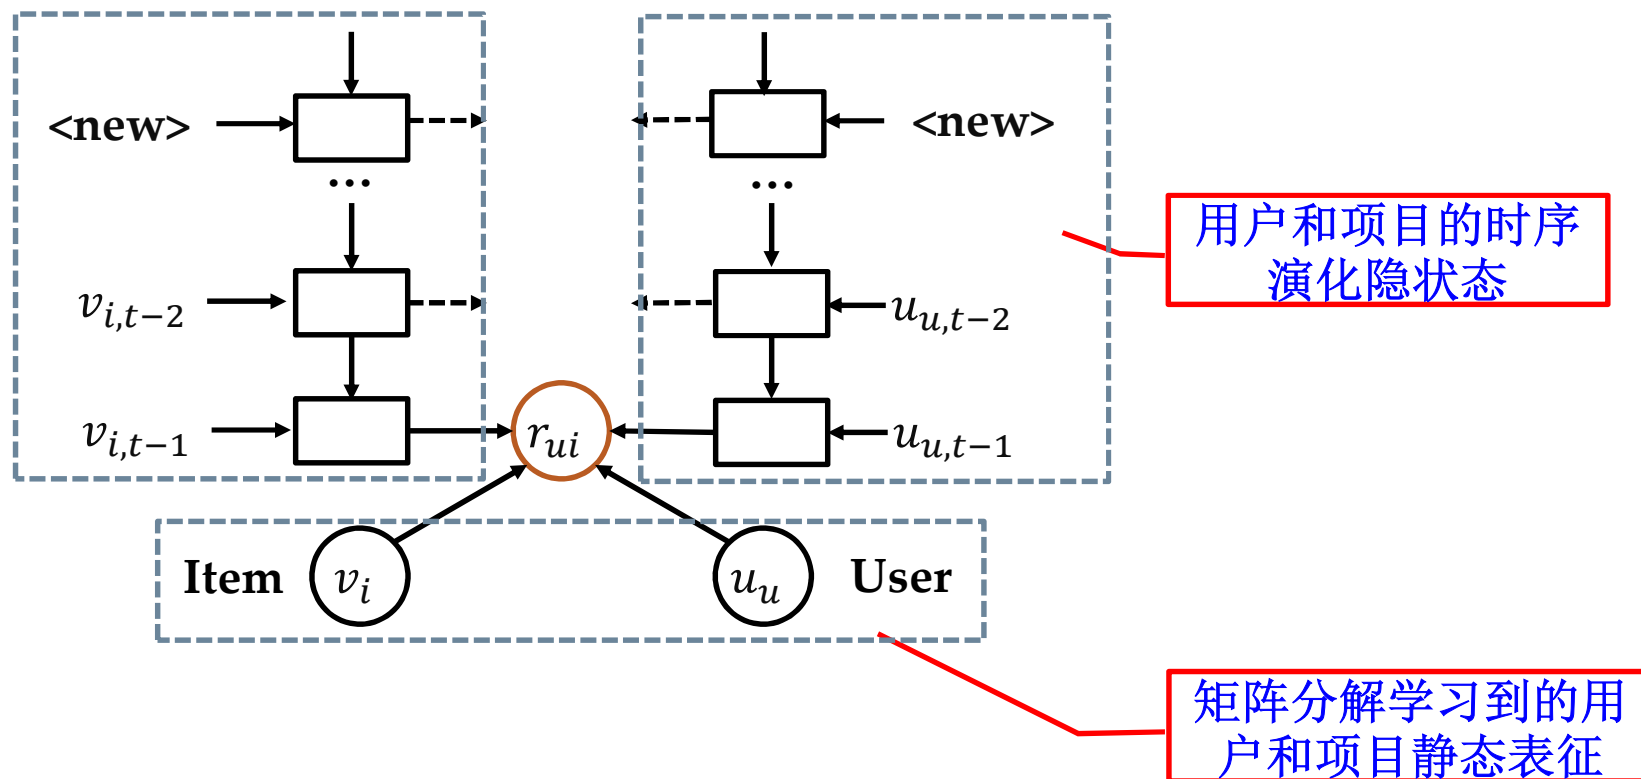 <new>
<new>
...
...
用户和项目的时序
演化隐状态
v_{i,t−2}
u_{u,t−2}
v_{i,t−1}
r_{ui}
u_{u,t−1}
Item
v_i
u_u
User
矩阵分解学习到的用
户和项目静态表征